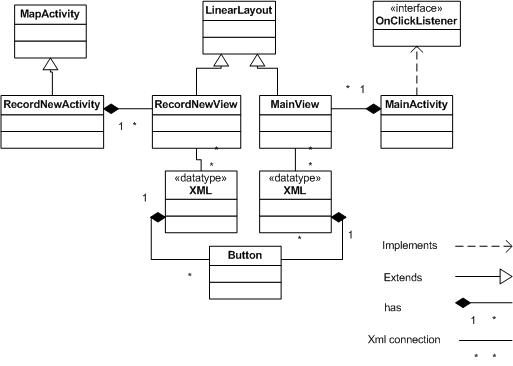 MapActivity
LinearLayout
«interface»
OnClickListener
RecordNewActivity
RecordNewView
MainView
MainActivity
1 *
* 1
*
*
*
*
«datatype»
XML
«datatype»
XML
1
*
1
*
Button
Implements
Extends
has
1 *
Xml connection
* *